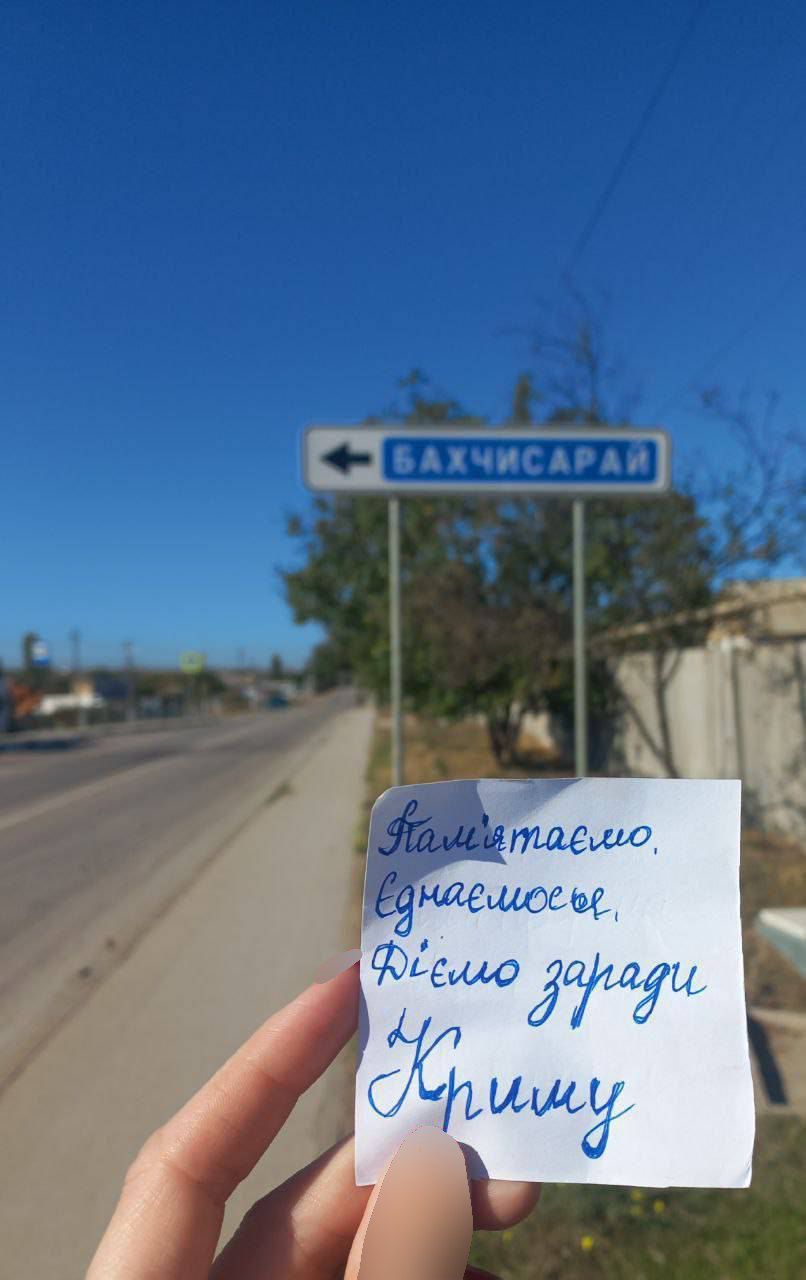 БАХЧИСАРАЙ
Пам'ятаємо,
Єднаємось,
Діємо заради
Криму